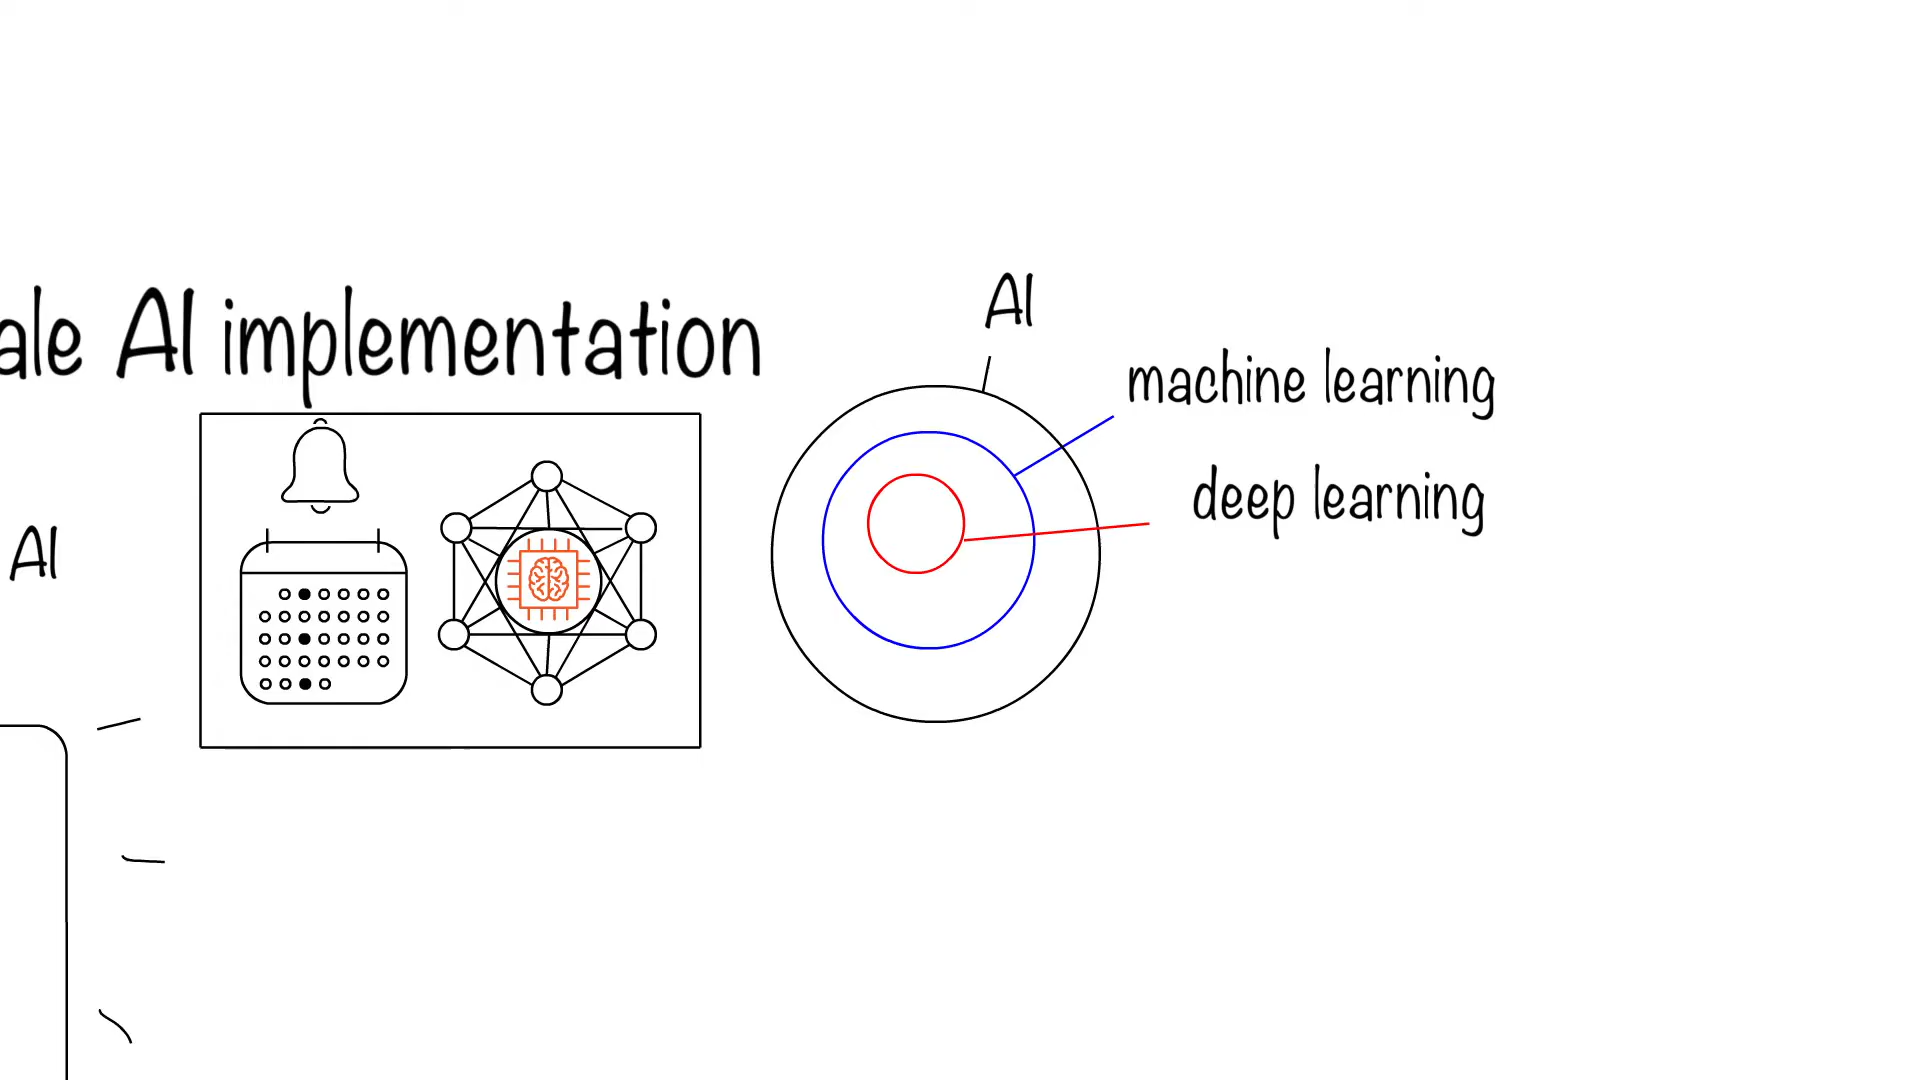 ale AI implementation
AI
machine learning
deep learning
AI